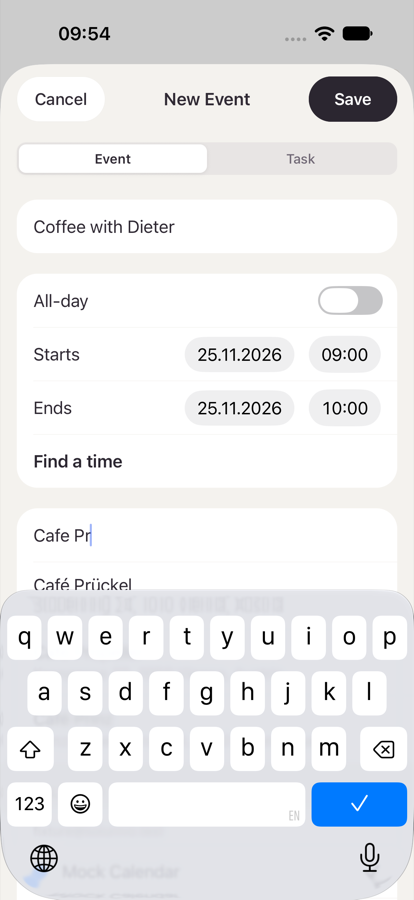 09:54
Cancel New Event Save
Event Task
Coffee with Dieter
All-day
Starts 25.11.2026 09:00
Ends 25.11.2026 10:00
Find a time
Cafe Pr
Café Prückel
q w e r t y u i o p
a s d f g h j k l
z x c v b n m
123 EN
Mock Calendar